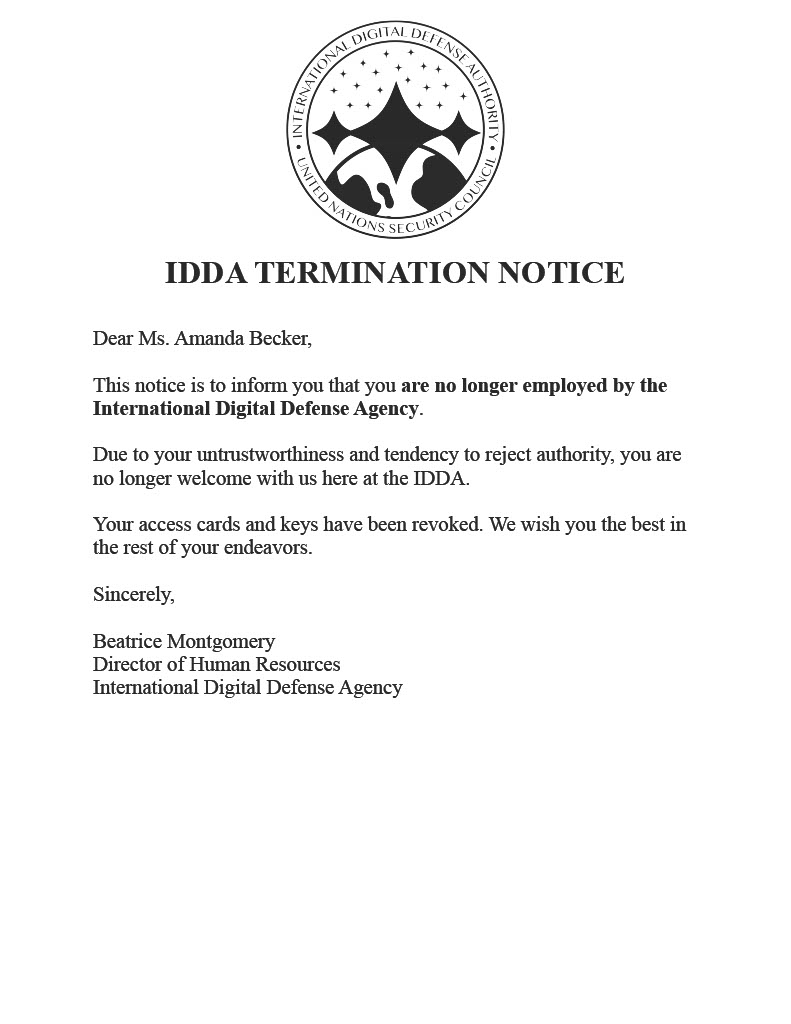 INTERNATIONAL DIGITAL DEFENSE AUTHORITY
• UNITED NATIONS SECURITY COUNCIL •
IDDA TERMINATION NOTICE
Dear Ms. Amanda Becker,
This notice is to inform you that you are no longer employed by the
International Digital Defense Agency.
Due to your untrustworthiness and tendency to reject authority, you are
no longer welcome with us here at the IDDA.
Your access cards and keys have been revoked. We wish you the best in
the rest of your endeavors.
Sincerely,
Beatrice Montgomery
Director of Human Resources
International Digital Defense Agency